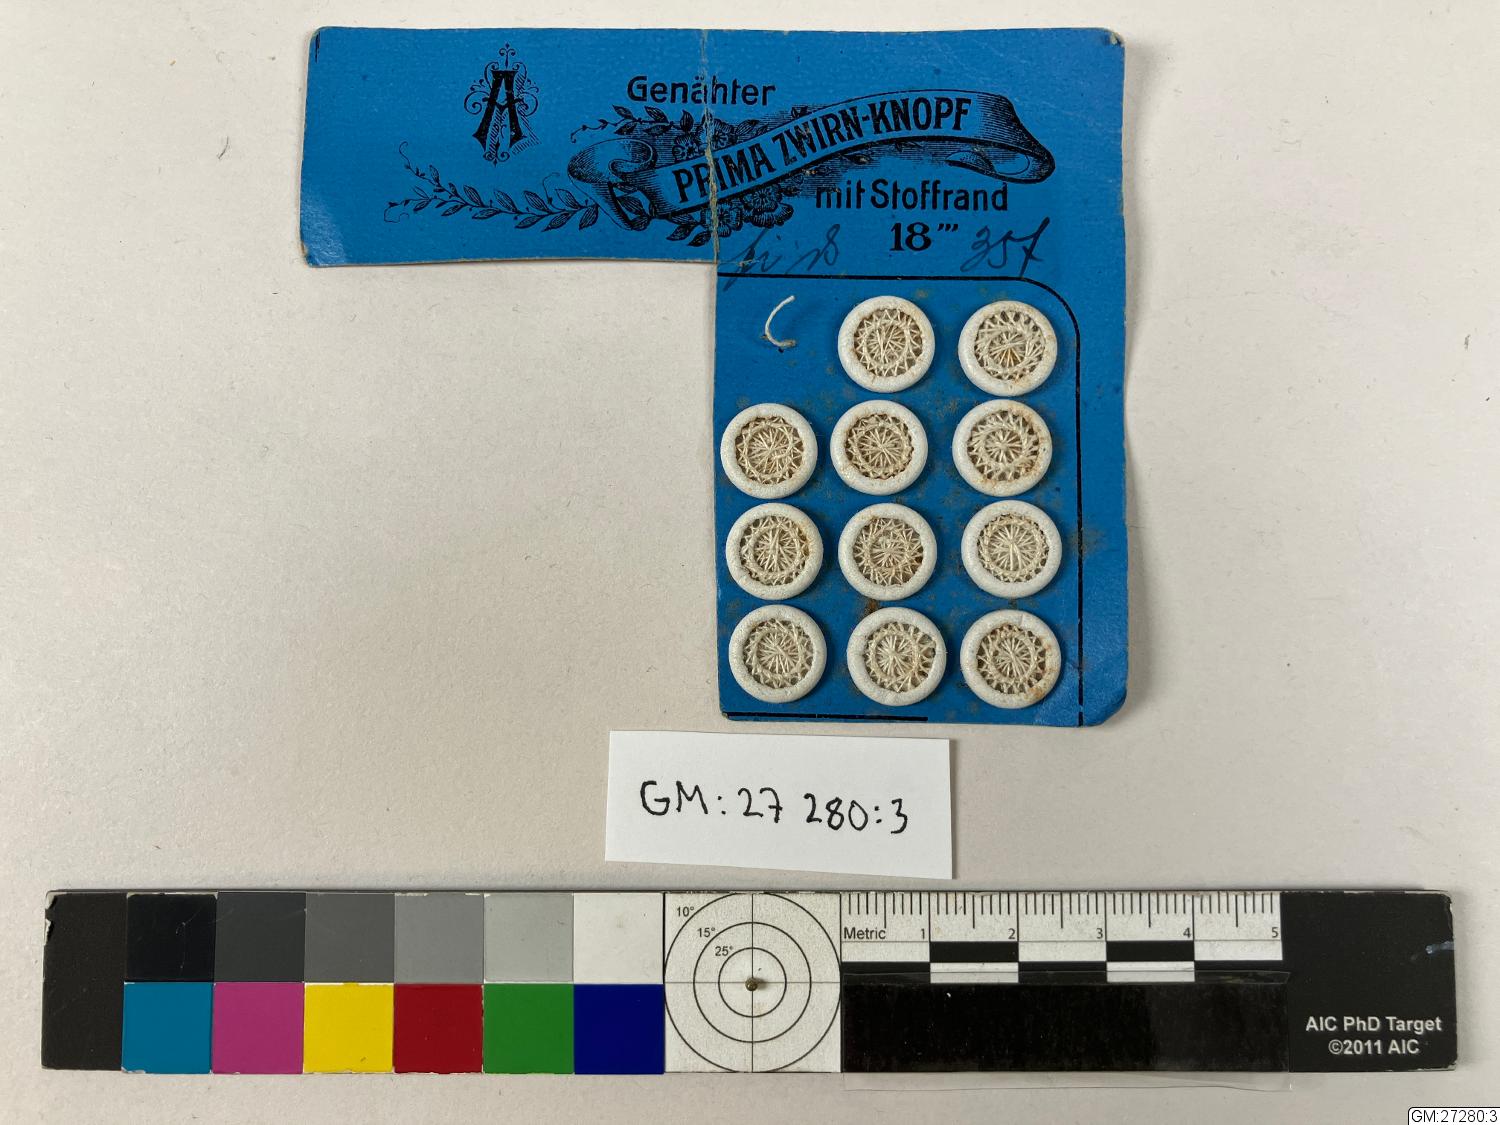 A
Genähter
PRIMA ZWIRN-KNOPF
mit Stoffrand
18''' 357
GM: 27 280:3
10°
15°
25°
Metric 1 2 3 4 5
AIC PhD Target
©2011 AIC
GM:27280:3